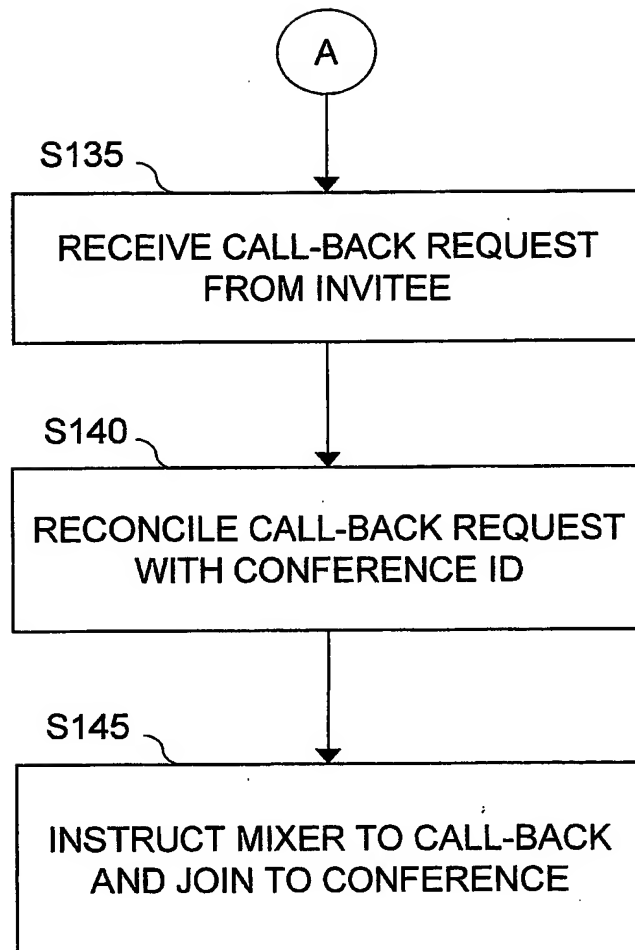 A
S135
RECEIVE CALL-BACK REQUEST
FROM INVITEE
S140
RECONCILE CALL-BACK REQUEST
WITH CONFERENCE ID
S145
INSTRUCT MIXER TO CALL-BACK
AND JOIN TO CONFERENCE